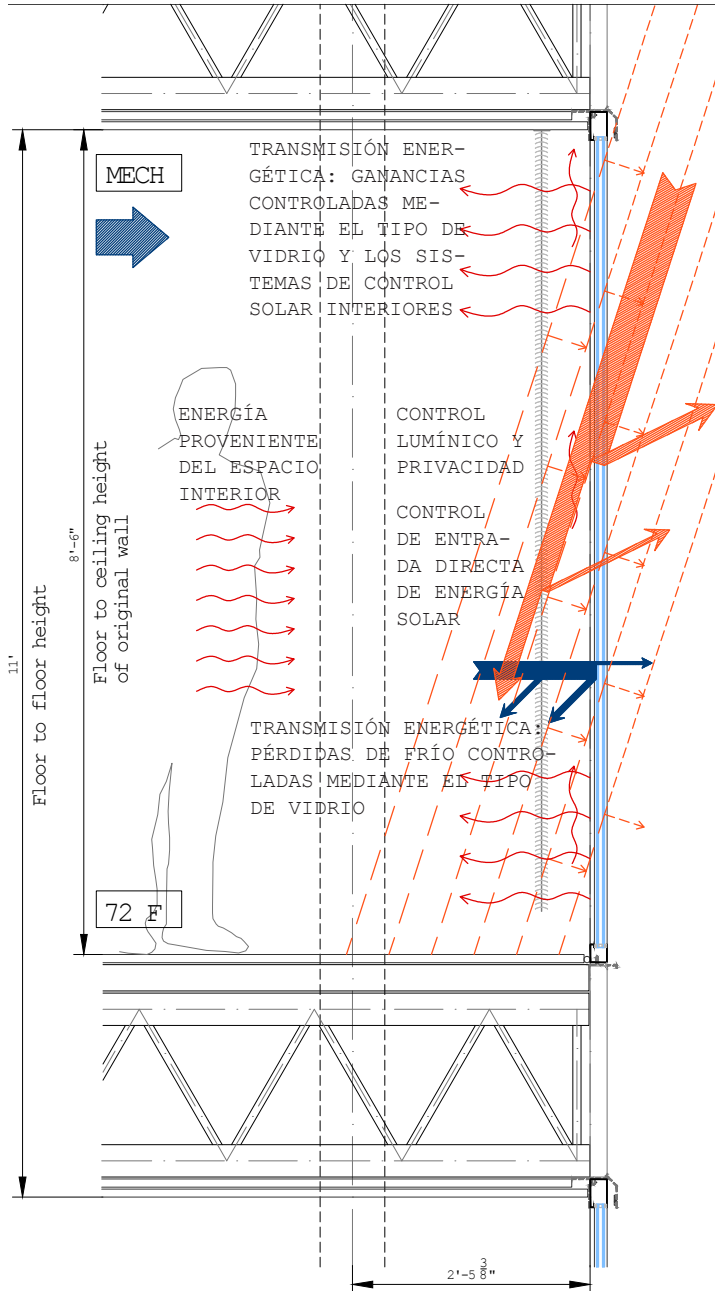 TRANSMISIÓN ENER-
GÉTICA: GANANCIAS
CONTROLADAS ME-
DIANTE EL TIPO DE
VIDRIO Y LOS SIS-
TEMAS DE CONTROL
SOLAR INTERIORES
MECH
ENERGÍA
PROVENIENTE
DEL ESPACIO
INTERIOR
CONTROL
LUMÍNICO Y
PRIVACIDAD
CONTROL
DE ENTRA-
DA DIRECTA
DE ENERGÍA
SOLAR
11'
Floor to floor height
8'-6"
Floor to ceiling height
of original wall
TRANSMISIÓN ENERGÉTICA:
PÉRDIDAS DE FRÍO CONTRO-
LADAS MEDIANTE EL TIPO
DE VIDRIO
72 F
2'-5 3/8"